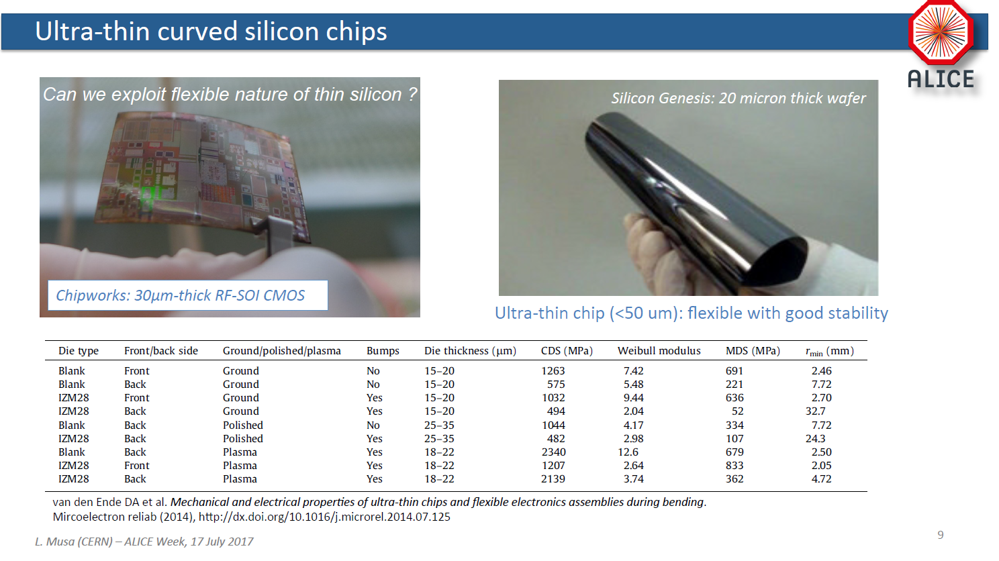 Ultra-thin curved silicon chips
ALICE
Can we exploit flexible nature of thin silicon ?
Chipworks: 30µm-thick RF-SOI CMOS
Silicon Genesis: 20 micron thick wafer
Ultra-thin chip (<50 um): flexible with good stability
Die type Front/back side Ground/polished/plasma Bumps Die thickness (µm) CDS (MPa) Weibull modulus MDS (MPa) rmin (mm)
Blank Front Ground No 15–20 1263 7.42 691 2.46
Blank Back Ground No 15–20 575 5.48 221 7.72
IZM28 Front Ground Yes 15–20 1032 9.44 636 2.70
IZM28 Back Ground Yes 15–20 494 2.04 52 32.7
Blank Back Polished No 25–35 1044 4.17 334 7.72
IZM28 Back Polished Yes 25–35 482 2.98 107 24.3
Blank Back Plasma Yes 18–22 2340 12.6 679 2.50
IZM28 Front Plasma Yes 18–22 1207 2.64 833 2.05
IZM28 Back Plasma Yes 18–22 2139 3.74 362 4.72
van den Ende DA et al. Mechanical and electrical properties of ultra-thin chips and flexible electronics assemblies during bending.
Mircoelectron reliab (2014), http://dx.doi.org/10.1016/j.microrel.2014.07.125
L. Musa (CERN) – ALICE Week, 17 July 2017
9